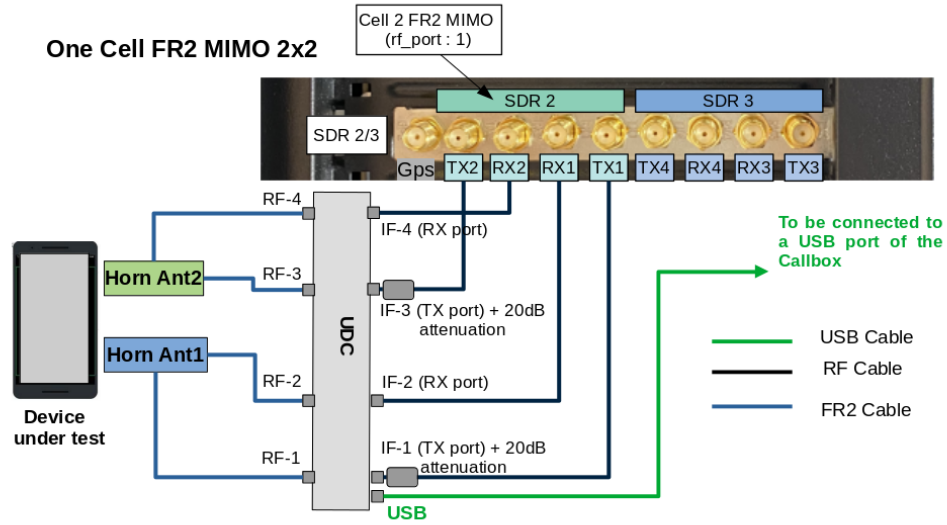 Cell 2 FR2 MIMO
(rf_port : 1)
One Cell FR2 MIMO 2x2
SDR 2
SDR 3
SDR 2/3
Gps
TX2
RX2
RX1
TX1
TX4
RX4
RX3
TX3
RF-4
IF-4 (RX port)
To be connected to
a USB port of the
Callbox
Horn Ant2
RF-3
IF-3 (TX port) + 20dB
attenuation
UDC
USB Cable
Horn Ant1
RF Cable
RF-2
IF-2 (RX port)
FR2 Cable
Device
under test
RF-1
IF-1 (TX port) + 20dB
attenuation
USB